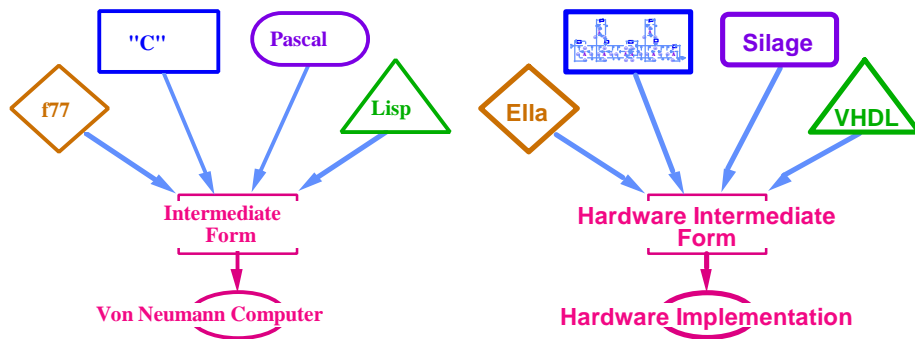 "C"
Pascal
f77
Lisp
Intermediate
Form
Von Neumann Computer
Silage
Ella
VHDL
Hardware Intermediate
Form
Hardware Implementation